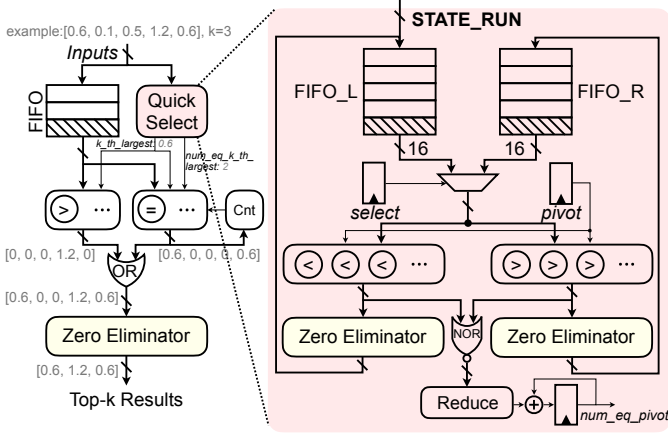 example:[0.6, 0.1, 0.5, 1.2, 0.6], k=3
Inputs
FIFO
Quick
Select
k_th_largest: 0.6
num_eq_k_th_
largest: 2
> ...
= ...
Cnt
[0, 0, 0, 1.2, 0]
[0.6, 0, 0, 0, 0.6]
OR
[0.6, 0, 0, 1.2, 0.6]
Zero Eliminator
[0.6, 1.2, 0.6]
Top-k Results
STATE_RUN
FIFO_L
FIFO_R
16
16
select
pivot
< < < ...
> > > ...
Zero Eliminator
NOR
Zero Eliminator
Reduce
+
num_eq_pivot